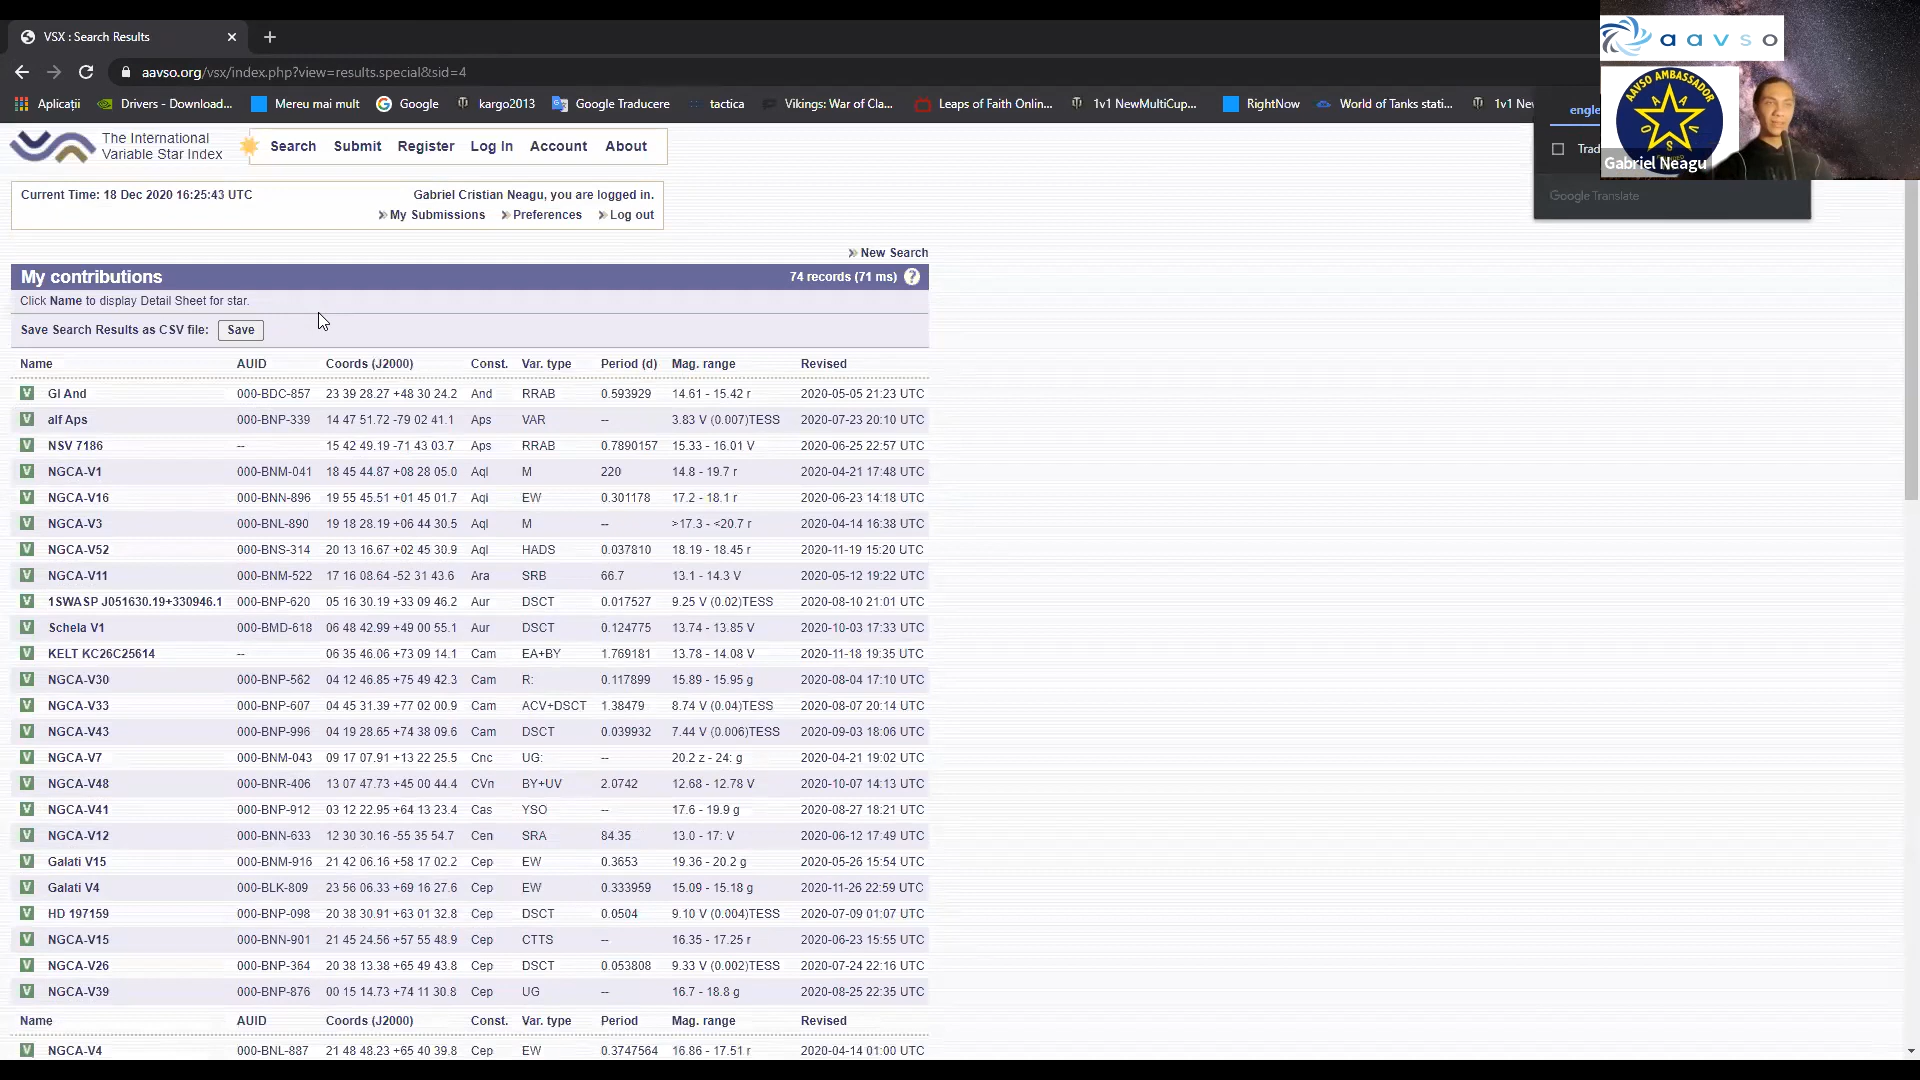 VSX : Search Results
aavso.org/vsx/index.php?view=results.special&sid=4
Aplicații Drivers - Download... Mereu mai mult Google kargo2013 Google Traducere tactica Vikings: War of Cla... Leaps of Faith Onlin... 1v1 NewMultiCup... RightNow World of Tanks stati... 1v1 Nev
aavso
AAVSO AMBASSADOR
Gabriel Neagu
engle
Trad
Google Translate
The International
Variable Star Index
Search Submit Register Log In Account About
Current Time: 18 Dec 2020 16:25:43 UTC
Gabriel Cristian Neagu, you are logged in.
My Submissions Preferences Log out
New Search
My contributions 74 records (71 ms) ?
Click Name to display Detail Sheet for star.
Save Search Results as CSV file: Save
Name AUID Coords (J2000) Const. Var. type Period (d) Mag. range Revised
V GI And 000-BDC-857 23 39 28.27 +48 30 24.2 And RRAB 0.593929 14.61 - 15.42 r 2020-05-05 21:23 UTC
V alf Aps 000-BNP-339 14 47 51.72 -79 02 41.1 Aps VAR -- 3.83 V (0.007)TESS 2020-07-23 20:10 UTC
V NSV 7186 -- 15 42 49.19 -71 43 03.7 Aps RRAB 0.7890157 15.33 - 16.01 V 2020-06-25 22:57 UTC
V NGCA-V1 000-BNM-041 18 45 44.87 +08 28 05.0 Aql M 220 14.8 - 19.7 r 2020-04-21 17:48 UTC
V NGCA-V16 000-BNN-896 19 55 45.51 +01 45 01.7 Aql EW 0.301178 17.2 - 18.1 r 2020-06-23 14:18 UTC
V NGCA-V3 000-BNL-890 19 18 28.19 +06 44 30.5 Aql M -- >17.3 - <20.7 r 2020-04-14 16:38 UTC
V NGCA-V52 000-BNS-314 20 13 16.67 +02 45 30.9 Aql HADS 0.037810 18.19 - 18.45 r 2020-11-19 15:20 UTC
V NGCA-V11 000-BNM-522 17 16 08.64 -52 31 43.6 Ara SRB 66.7 13.1 - 14.3 V 2020-05-12 19:22 UTC
V 1SWASP J051630.19+330946.1 000-BNP-620 05 16 30.19 +33 09 46.2 Aur DSCT 0.017527 9.25 V (0.02)TESS 2020-08-10 21:01 UTC
V Schela V1 000-BMD-618 06 48 42.99 +49 00 55.1 Aur DSCT 0.124775 13.74 - 13.85 V 2020-10-03 17:33 UTC
V KELT KC26C25614 -- 06 35 46.06 +73 09 14.1 Cam EA+BY 1.769181 13.78 - 14.08 V 2020-11-18 19:35 UTC
V NGCA-V30 000-BNP-562 04 12 46.85 +75 49 42.3 Cam R: 0.117899 15.89 - 15.95 g 2020-08-04 17:10 UTC
V NGCA-V33 000-BNP-607 04 45 31.39 +77 02 00.9 Cam ACV+DSCT 1.38479 8.74 V (0.04)TESS 2020-08-07 20:14 UTC
V NGCA-V43 000-BNP-996 04 19 28.65 +74 38 09.6 Cam DSCT 0.039932 7.44 V (0.006)TESS 2020-09-03 18:06 UTC
V NGCA-V7 000-BNM-043 09 17 07.91 +13 22 25.5 Cnc UG: -- 20.2 z - 24: g 2020-04-21 19:02 UTC
V NGCA-V48 000-BNR-406 13 07 47.73 +45 00 44.4 CVn BY+UV 2.0742 12.68 - 12.78 V 2020-10-07 14:13 UTC
V NGCA-V41 000-BNP-912 03 12 22.95 +64 13 23.4 Cas YSO -- 17.6 - 19.9 g 2020-08-27 18:21 UTC
V NGCA-V12 000-BNN-633 12 30 30.16 -55 35 54.7 Cen SRA 84.35 13.0 - 17: V 2020-06-12 17:49 UTC
V Galati V15 000-BNM-916 21 42 06.16 +58 17 02.2 Cep EW 0.3653 19.36 - 20.2 g 2020-05-26 15:54 UTC
V Galati V4 000-BLK-809 23 56 06.33 +69 16 27.6 Cep EW 0.333959 15.09 - 15.18 g 2020-11-26 22:59 UTC
V HD 197159 000-BNP-098 20 38 30.91 +63 01 32.8 Cep DSCT 0.0504 9.10 V (0.004)TESS 2020-07-09 01:07 UTC
V NGCA-V15 000-BNN-901 21 45 24.56 +57 55 48.9 Cep CTTS -- 16.35 - 17.25 r 2020-06-23 15:55 UTC
V NGCA-V26 000-BNP-364 20 38 13.38 +65 49 43.8 Cep DSCT 0.053808 9.33 V (0.002)TESS 2020-07-24 22:16 UTC
V NGCA-V39 000-BNP-876 00 15 14.73 +74 11 30.8 Cep UG -- 16.7 - 18.8 g 2020-08-25 22:35 UTC
Name AUID Coords (J2000) Const. Var. type Period Mag. range Revised
V NGCA-V4 000-BNL-887 21 48 48.23 +65 40 39.8 Cep EW 0.3747564 16.86 - 17.51 r 2020-04-14 01:00 UTC